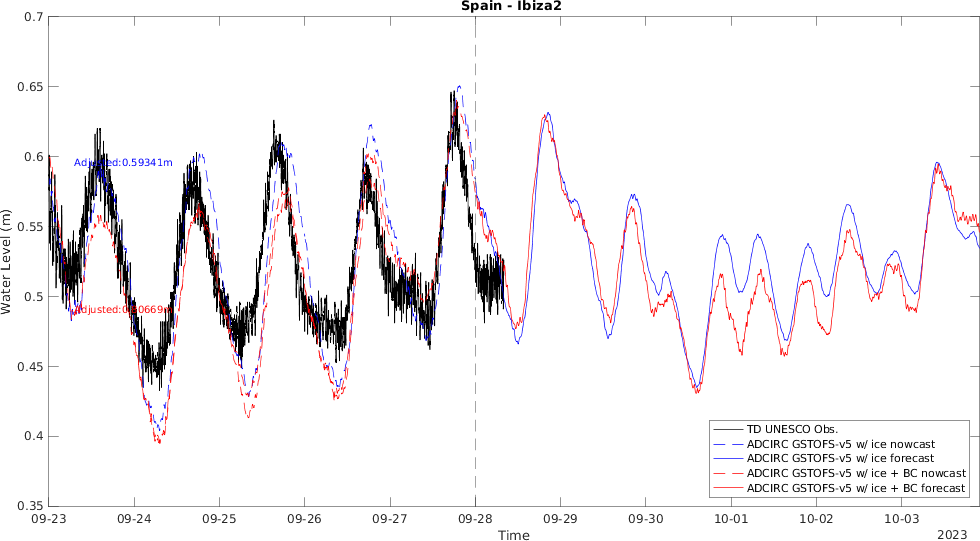 Spain - Ibiza2
0.7
0.65
0.6
0.55
0.5
0.45
0.4
0.35
Water Level (m)
Adjusted:0.59341m
TD UNESCO Obs.
ADCIRC GSTOFS-v5 w/ ice nowcast
ADCIRC GSTOFS-v5 w/ ice forecast
ADCIRC GSTOFS-v5 w/ ice + BC nowcast
ADCIRC GSTOFS-v5 w/ ice + BC forecast
09-23 09-24 09-25 09-26 09-27 09-28 09-29 09-30 10-01 10-02 10-03
Time
2023